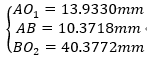 AO₁ = 13.9330mm
AB = 10.3718mm
BO₂ = 40.3772mm